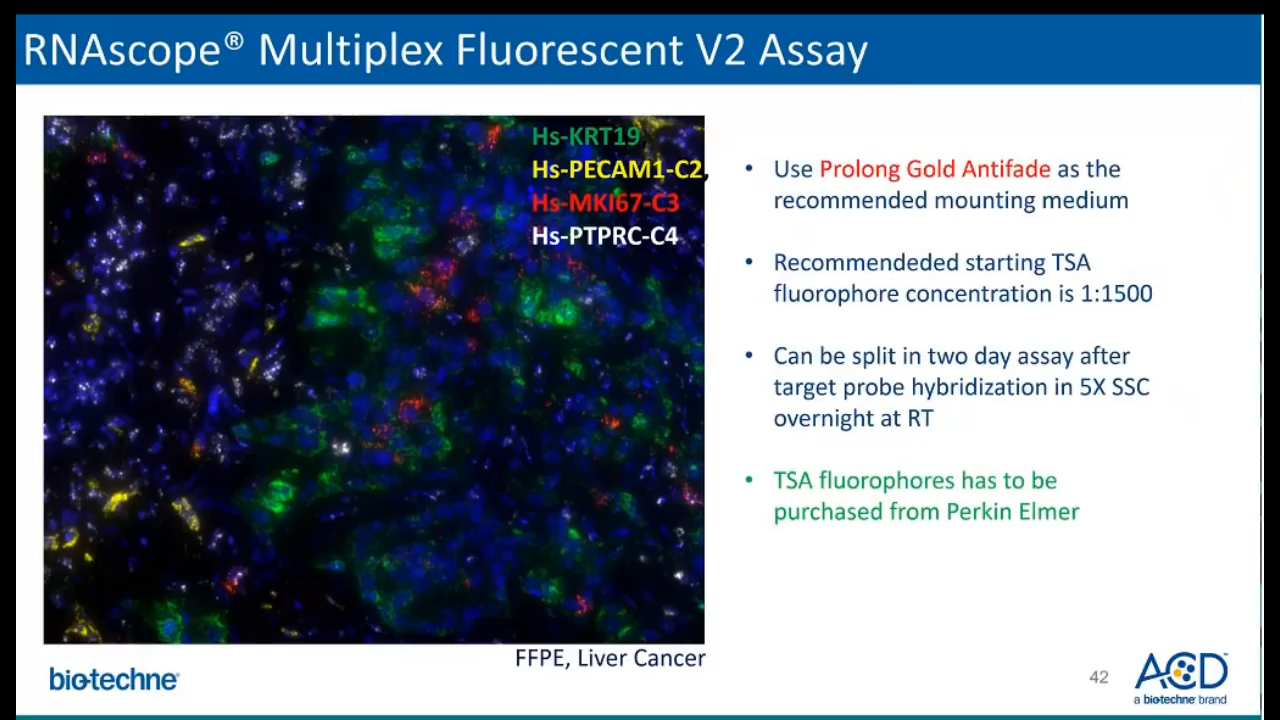 RNAscope® Multiplex Fluorescent V2 Assay
Hs-KRT19
Hs-PECAM1-C2,
Hs-MKI67-C3
Hs-PTPRC-C4
FFPE, Liver Cancer
• Use Prolong Gold Antifade as the
recommended mounting medium
• Recommendeded starting TSA
fluorophore concentration is 1:1500
• Can be split in two day assay after
target probe hybridization in 5X SSC
overnight at RT
• TSA fluorophores has to be
purchased from Perkin Elmer
bio-techne®
42
ACD
a biotechne brand